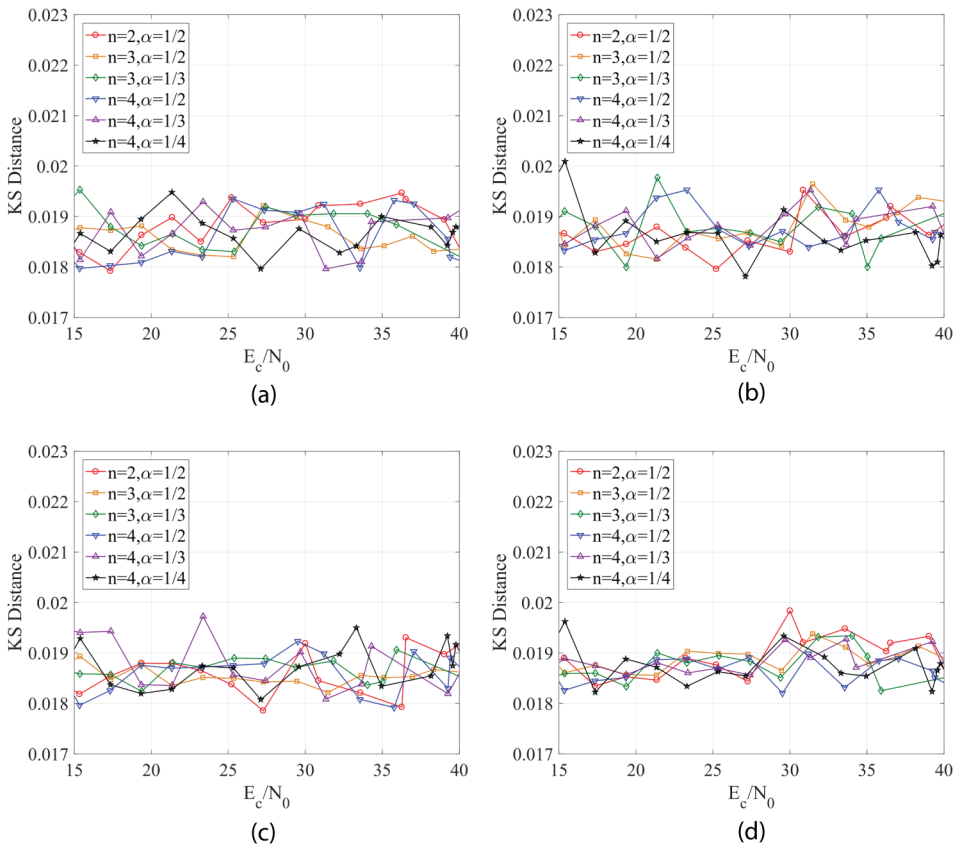 0.023
0.022
0.021
0.02
0.019
0.018
0.017
KS Distance
n=2,α=1/2
n=3,α=1/2
n=3,α=1/3
n=4,α=1/2
n=4,α=1/3
n=4,α=1/4
15 20 25 30 35 40
E_c/N_0
(a)
0.023
0.022
0.021
0.02
0.019
0.018
0.017
KS Distance
n=2,α=1/2
n=3,α=1/2
n=3,α=1/3
n=4,α=1/2
n=4,α=1/3
n=4,α=1/4
15 20 25 30 35 40
E_c/N_0
(b)
0.023
0.022
0.021
0.02
0.019
0.018
0.017
KS Distance
n=2,α=1/2
n=3,α=1/2
n=3,α=1/3
n=4,α=1/2
n=4,α=1/3
n=4,α=1/4
15 20 25 30 35 40
E_c/N_0
(c)
0.023
0.022
0.021
0.02
0.019
0.018
0.017
KS Distance
n=2,α=1/2
n=3,α=1/2
n=3,α=1/3
n=4,α=1/2
n=4,α=1/3
n=4,α=1/4
15 20 25 30 35 40
E_c/N_0
(d)